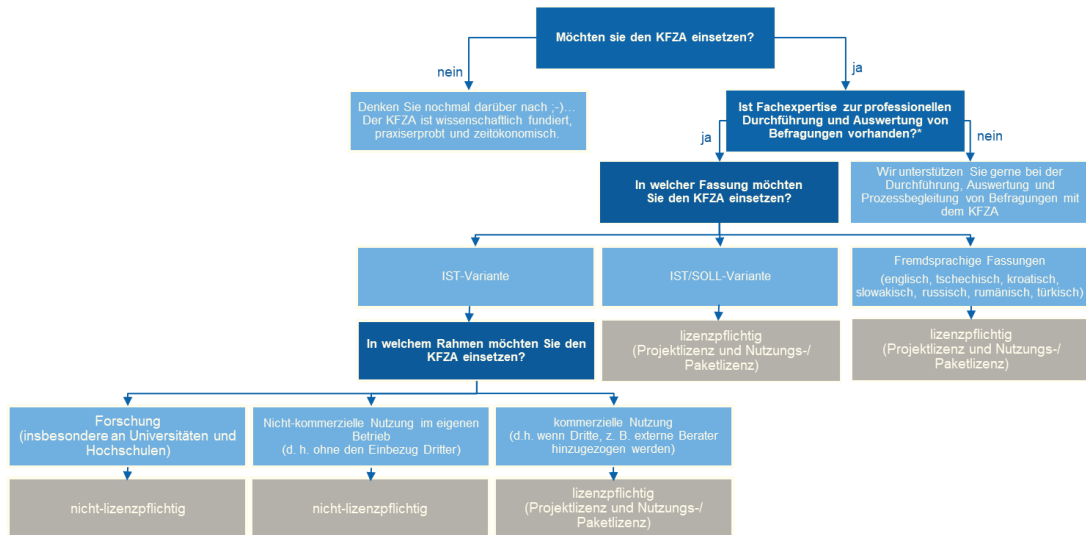 Möchten sie den KFZA einsetzen?
nein
ja
Denken Sie nochmal darüber nach ;-)...
Der KFZA ist wissenschaftlich fundiert,
praxiserprobt und zeitökonomisch.
Ist Fachexpertise zur professionellen
Durchführung und Auswertung von
Befragungen vorhanden?*
ja
nein
In welcher Fassung möchten
Sie den KFZA einsetzen?
Wir unterstützen Sie gerne bei der
Durchführung, Auswertung und
Prozessbegleitung von Befragungen mit
dem KFZA
IST-Variante
IST/SOLL-Variante
Fremdsprachige Fassungen
(englisch, tschechisch, kroatisch,
slowakisch, russisch, rumänisch, türkisch)
In welchem Rahmen möchten Sie den
KFZA einsetzen?
lizenzpflichtig
(Projektlizenz und Nutzungs-/
Paketlizenz)
lizenzpflichtig
(Projektlizenz und Nutzungs-/
Paketlizenz)
Forschung
(insbesondere an Universitäten und
Hochschulen)
Nicht-kommerzielle Nutzung im eigenen
Betrieb
(d. h. ohne den Einbezug Dritter)
kommerzielle Nutzung
(d.h. wenn Dritte, z. B. externe Berater
hinzugezogen werden)
nicht-lizenzpflichtig
nicht-lizenzpflichtig
lizenzpflichtig
(Projektlizenz und Nutzungs-/
Paketlizenz)